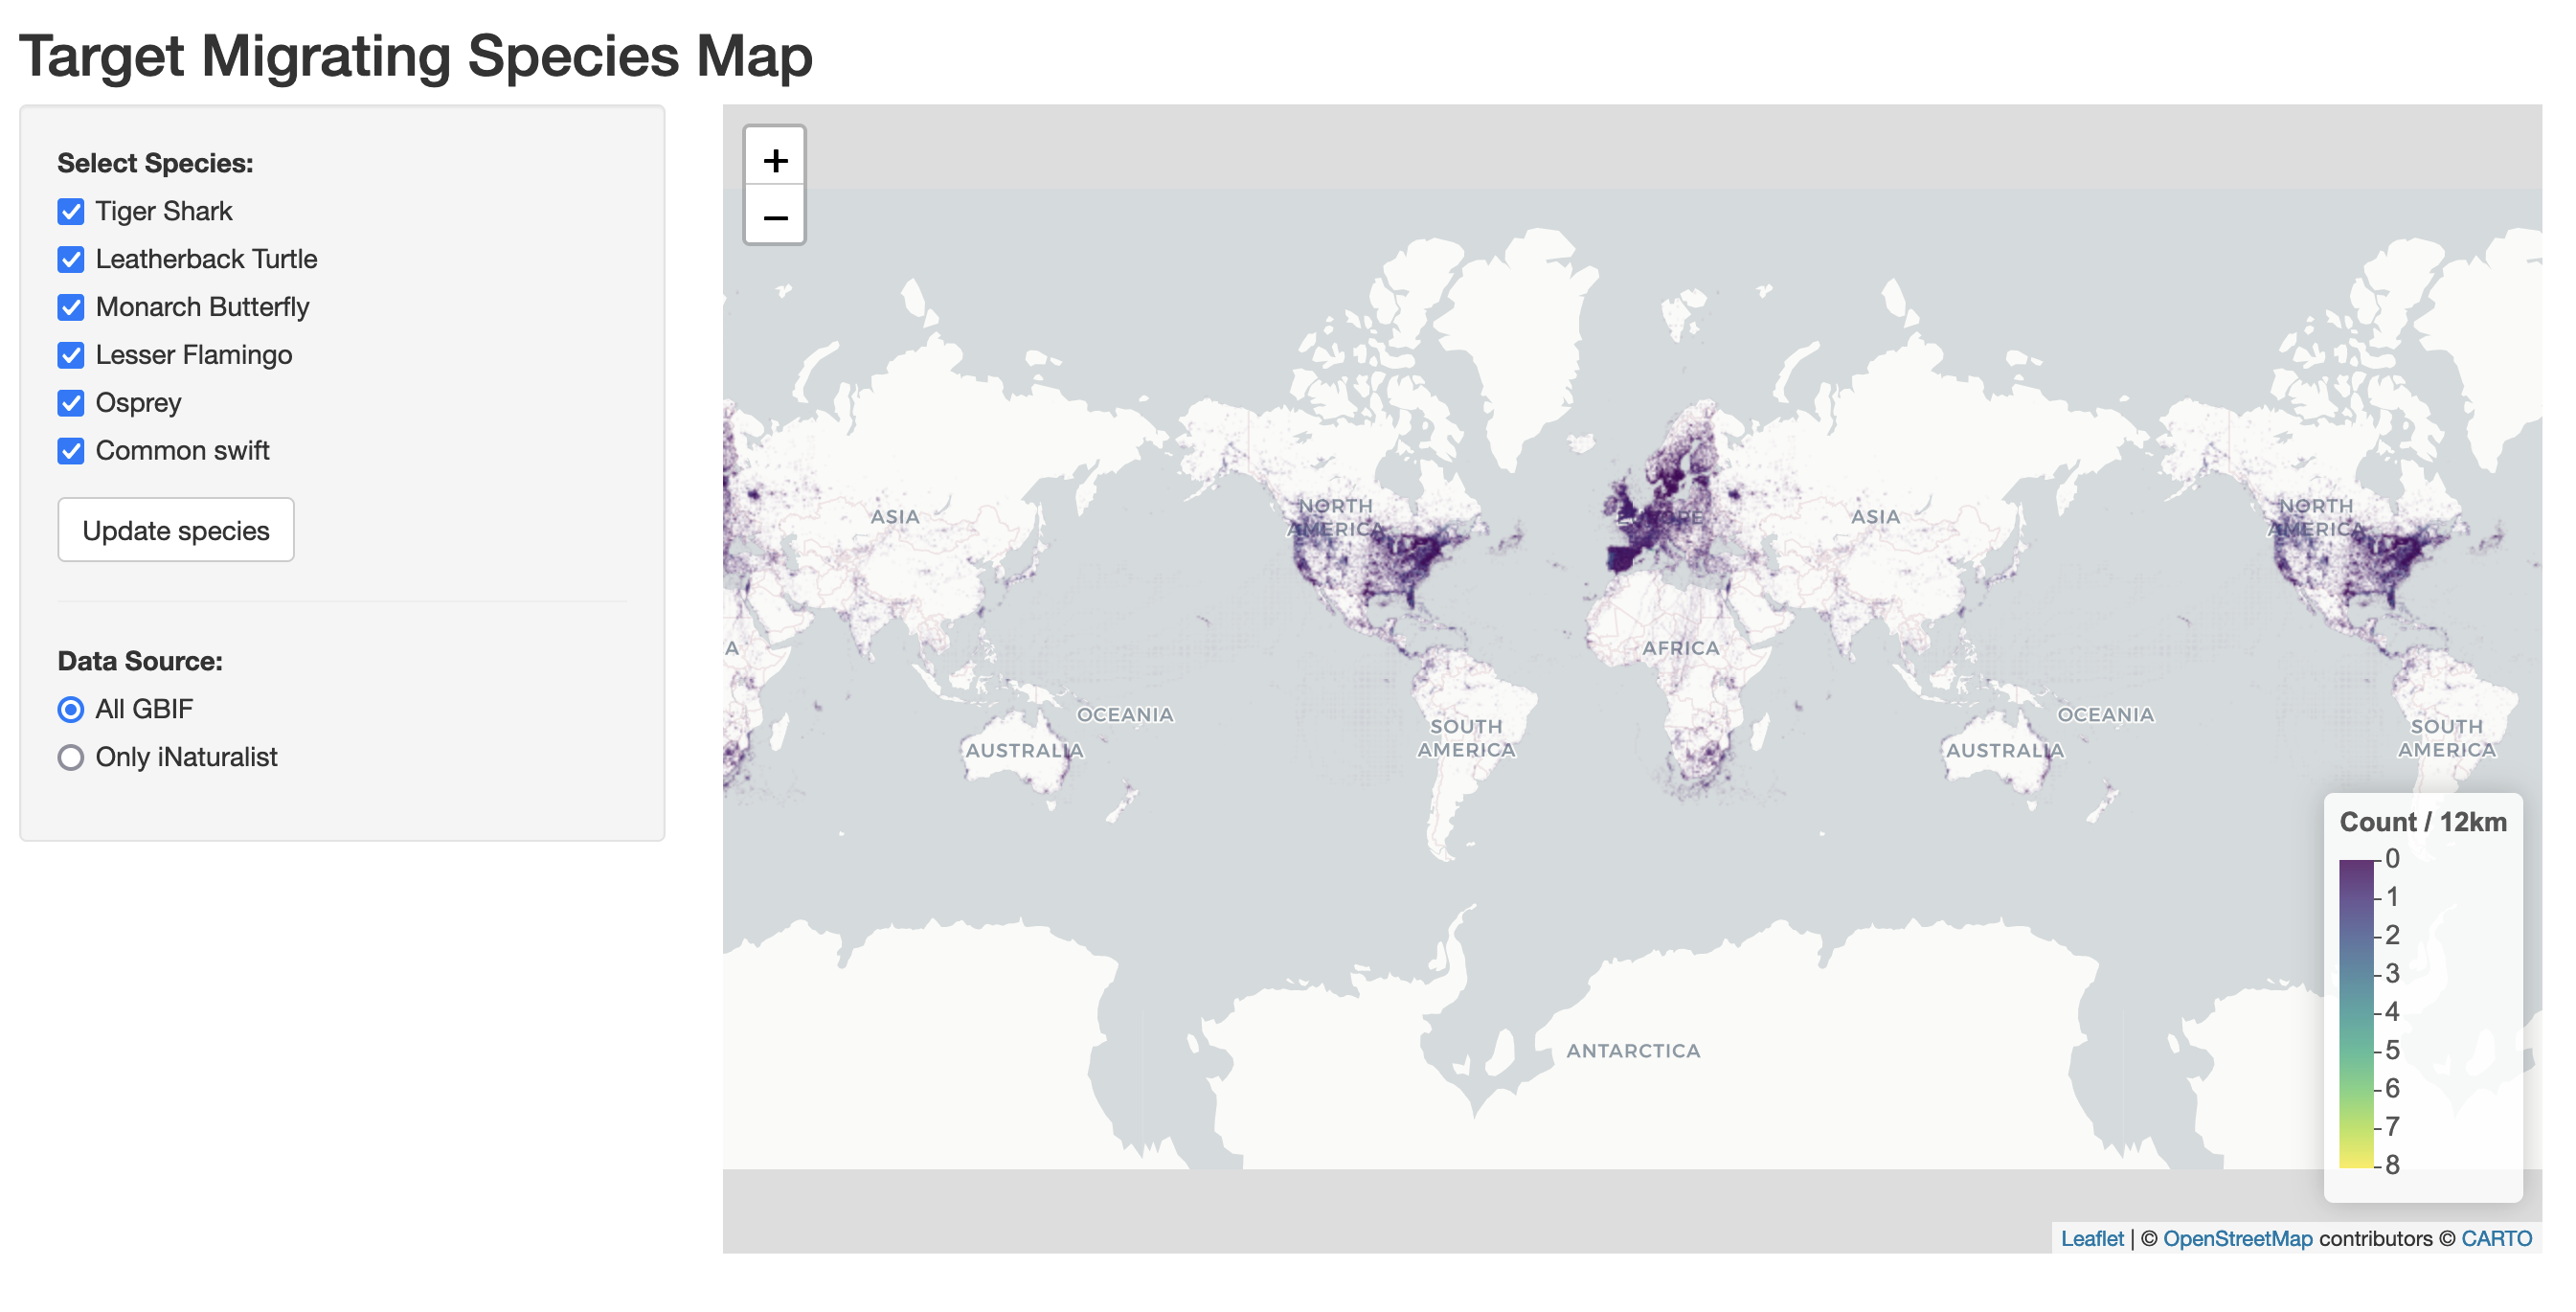 Target Migrating Species Map
Select Species:
Tiger Shark
Leatherback Turtle
Monarch Butterfly
Lesser Flamingo
Osprey
Common swift
Update species
Data Source:
All GBIF
Only iNaturalist
+
−
ASIA
NORTH
AMERICA
EUROPE
ASIA
NORTH
AMERICA
A
AFRICA
OCEANIA
OCEANIA
AUSTRALIA
SOUTH
AMERICA
AUSTRALIA
SOUTH
AMERICA
ANTARCTICA
Count / 12km
0
1
2
3
4
5
6
7
8
Leaflet | © OpenStreetMap contributors © CARTO